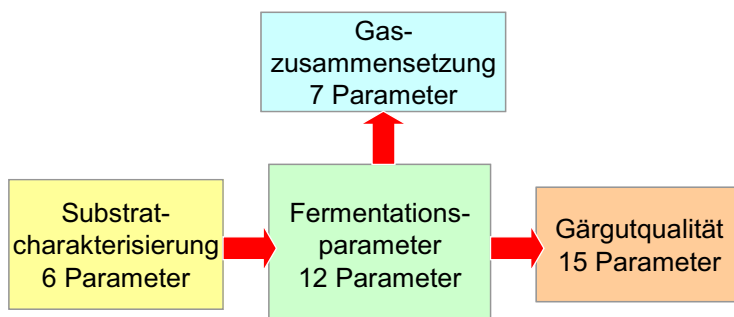 Gas-
zusammensetzung
7 Parameter
Substrat-
charakterisierung
6 Parameter
Fermentations-
parameter
12 Parameter
Gärgutqualität
15 Parameter